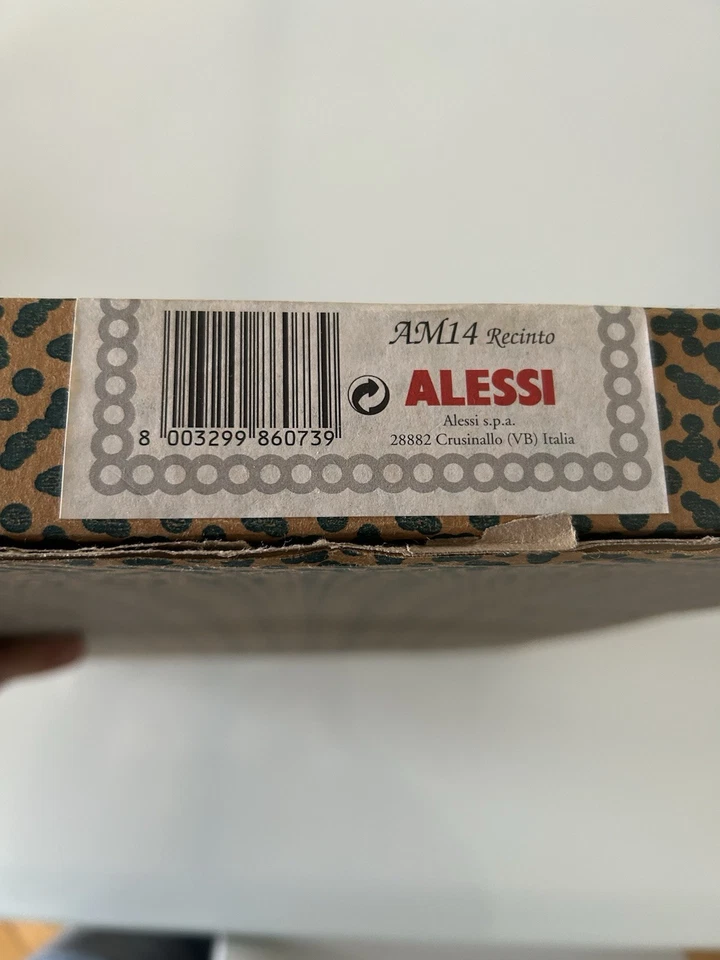 AM14 Recinto
ALESSI
Alessi s.p.a.
28882 Crusinallo (VB) Italia
8 003299 860739